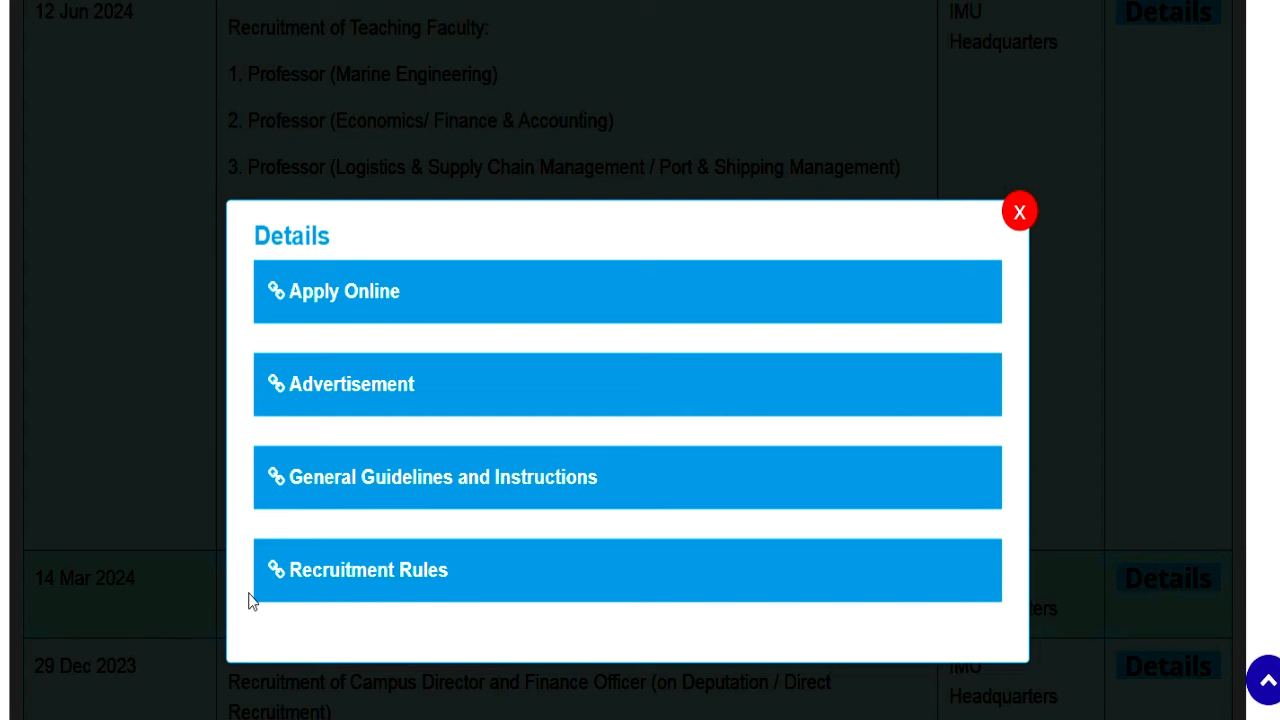 12 Jun 2024
Recruitment of Teaching Faculty:
IMU
Headquarters
Details
1. Professor (Marine Engineering)
2. Professor (Economics/ Finance & Accounting)
3. Professor (Logistics & Supply Chain Management / Port & Shipping Management)
x
Details
Apply Online
Advertisement
General Guidelines and Instructions
Recruitment Rules
14 Mar 2024
ers
Details
29 Dec 2023
Recruitment of Campus Director and Finance Officer (on Deputation / Direct
Recruitment)
IMU
Headquarters
Details